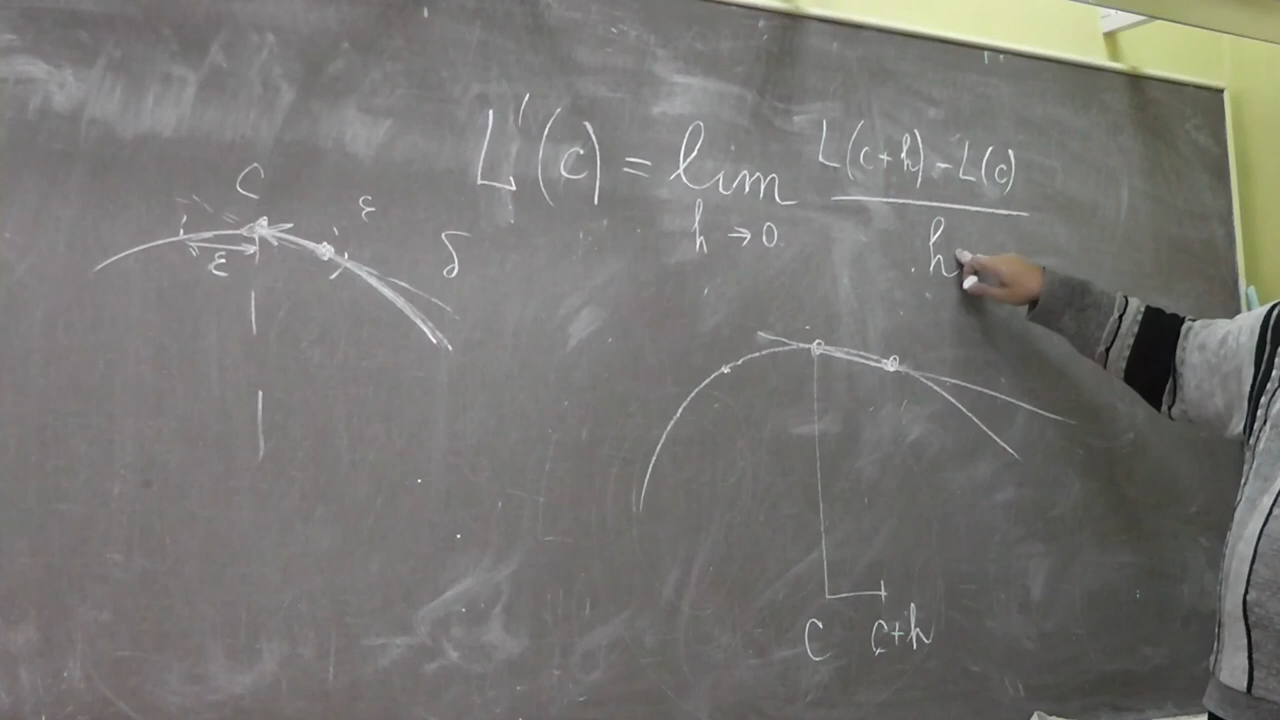 L'(c) = lim h → 0 L(c+h) - L(c) / h
C
ε
δ
ε
C c+h